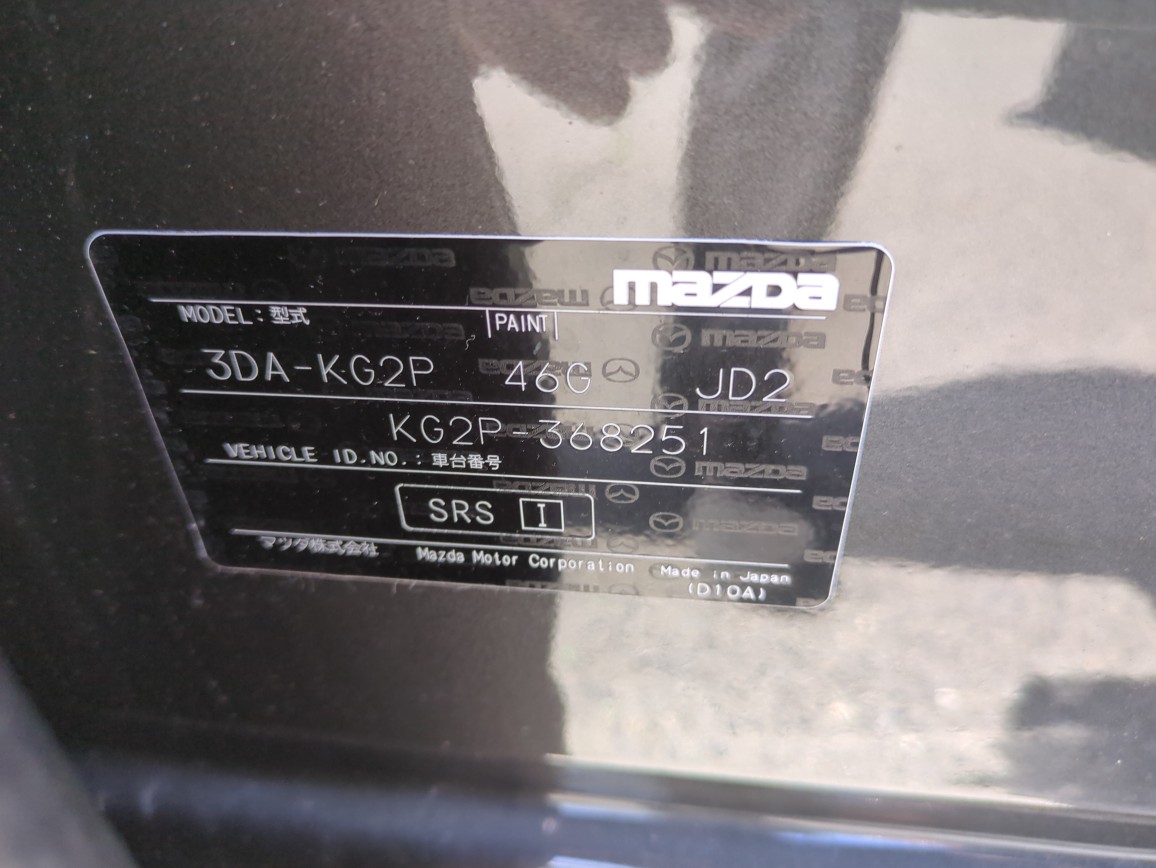 mazda
MODEL：型式 PAINT
3DA-KG2P 46G JD2
KG2P-368251
VEHICLE ID.NO.：車台番号
SRS I
マツダ株式会社 Mazda Motor Corporation Made in Japan
(D10A)